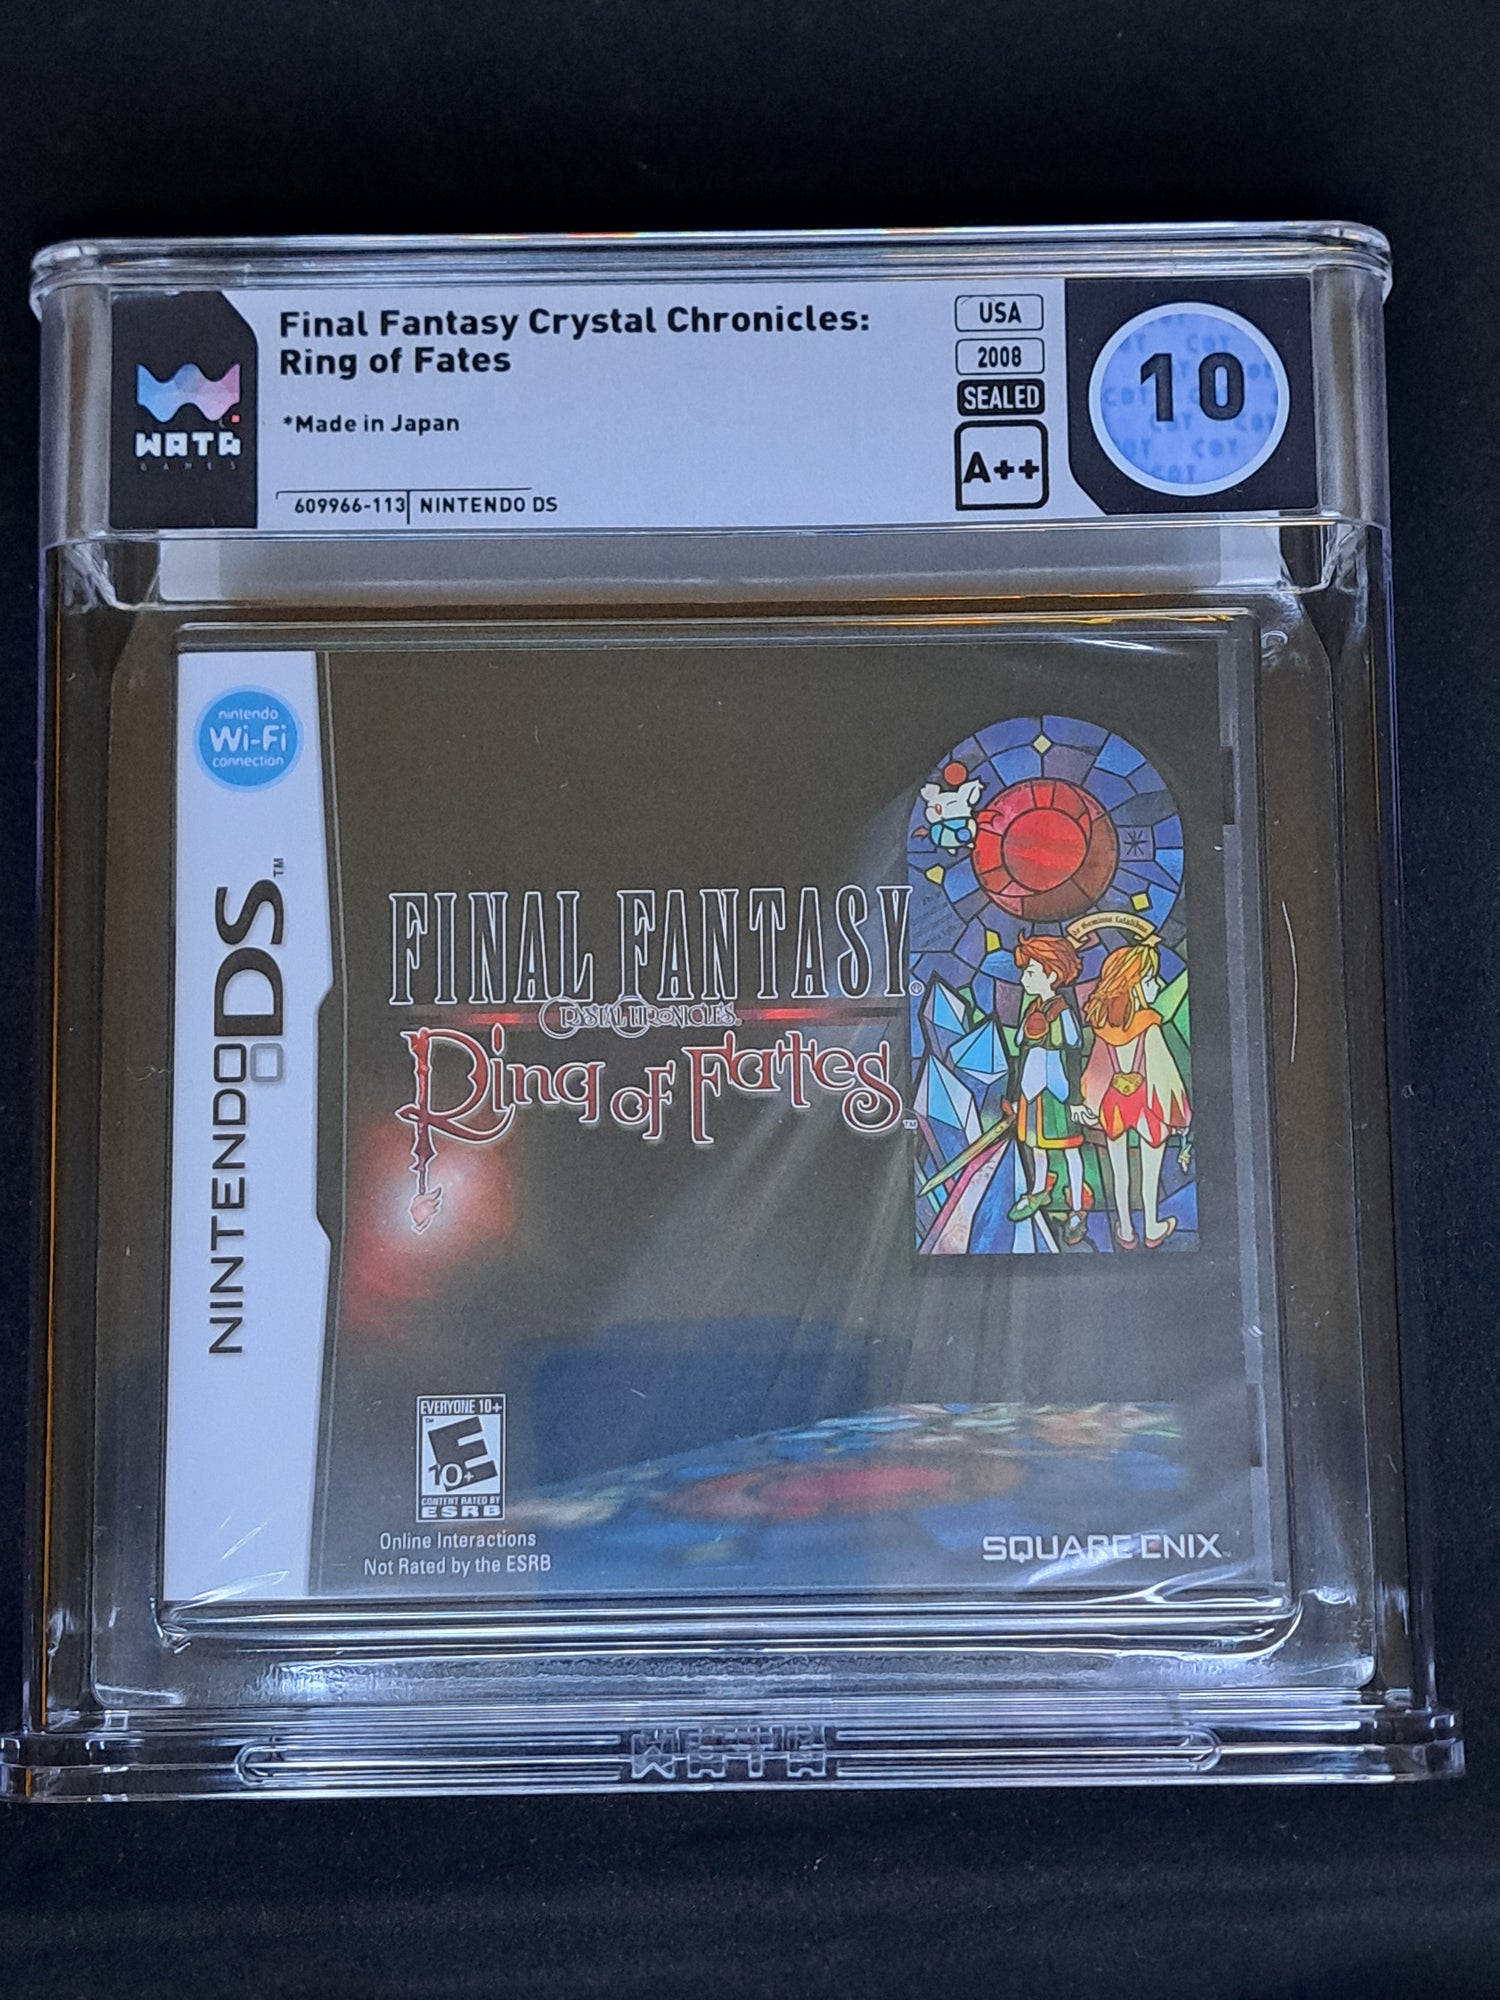 Final Fantasy Crystal Chronicles:
Ring of Fates
*Made in Japan
609966-113 NINTENDO DS
WATA
GAMES
USA
2008
SEALED
A++
10
nintendo
Wi-Fi
connection
NINTENDO DS™
FINAL FANTASY®
CRYSTAL CHRONICLES
Ring of Fates™
EVERYONE 10+
E
10+
CONTENT RATED BY
ESRB
Online Interactions
Not Rated by the ESRB
SQUARE ENIX
WATA